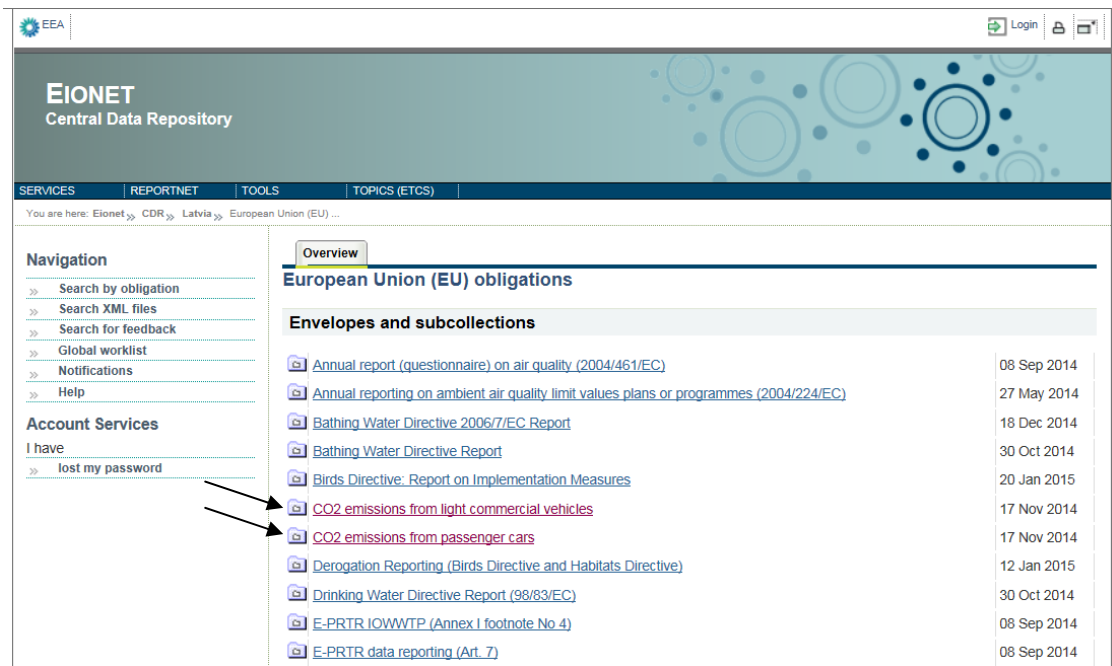 EEA
Login
EIONET
Central Data Repository
SERVICES REPORTNET TOOLS TOPICS (ETCS)
You are here: Eionet » CDR » Latvia » European Union (EU) ...
Navigation
» Search by obligation
» Search XML files
» Search for feedback
» Global worklist
» Notifications
» Help
Account Services
I have
» lost my password
Overview
European Union (EU) obligations
Envelopes and subcollections
Annual report (questionnaire) on air quality (2004/461/EC) 08 Sep 2014
Annual reporting on ambient air quality limit values plans or programmes (2004/224/EC) 27 May 2014
Bathing Water Directive 2006/7/EC Report 18 Dec 2014
Bathing Water Directive Report 30 Oct 2014
Birds Directive: Report on Implementation Measures 20 Jan 2015
CO2 emissions from light commercial vehicles 17 Nov 2014
CO2 emissions from passenger cars 17 Nov 2014
Derogation Reporting (Birds Directive and Habitats Directive) 12 Jan 2015
Drinking Water Directive Report (98/83/EC) 30 Oct 2014
E-PRTR IOWWTP (Annex I footnote No 4) 08 Sep 2014
E-PRTR data reporting (Art. 7) 08 Sep 2014